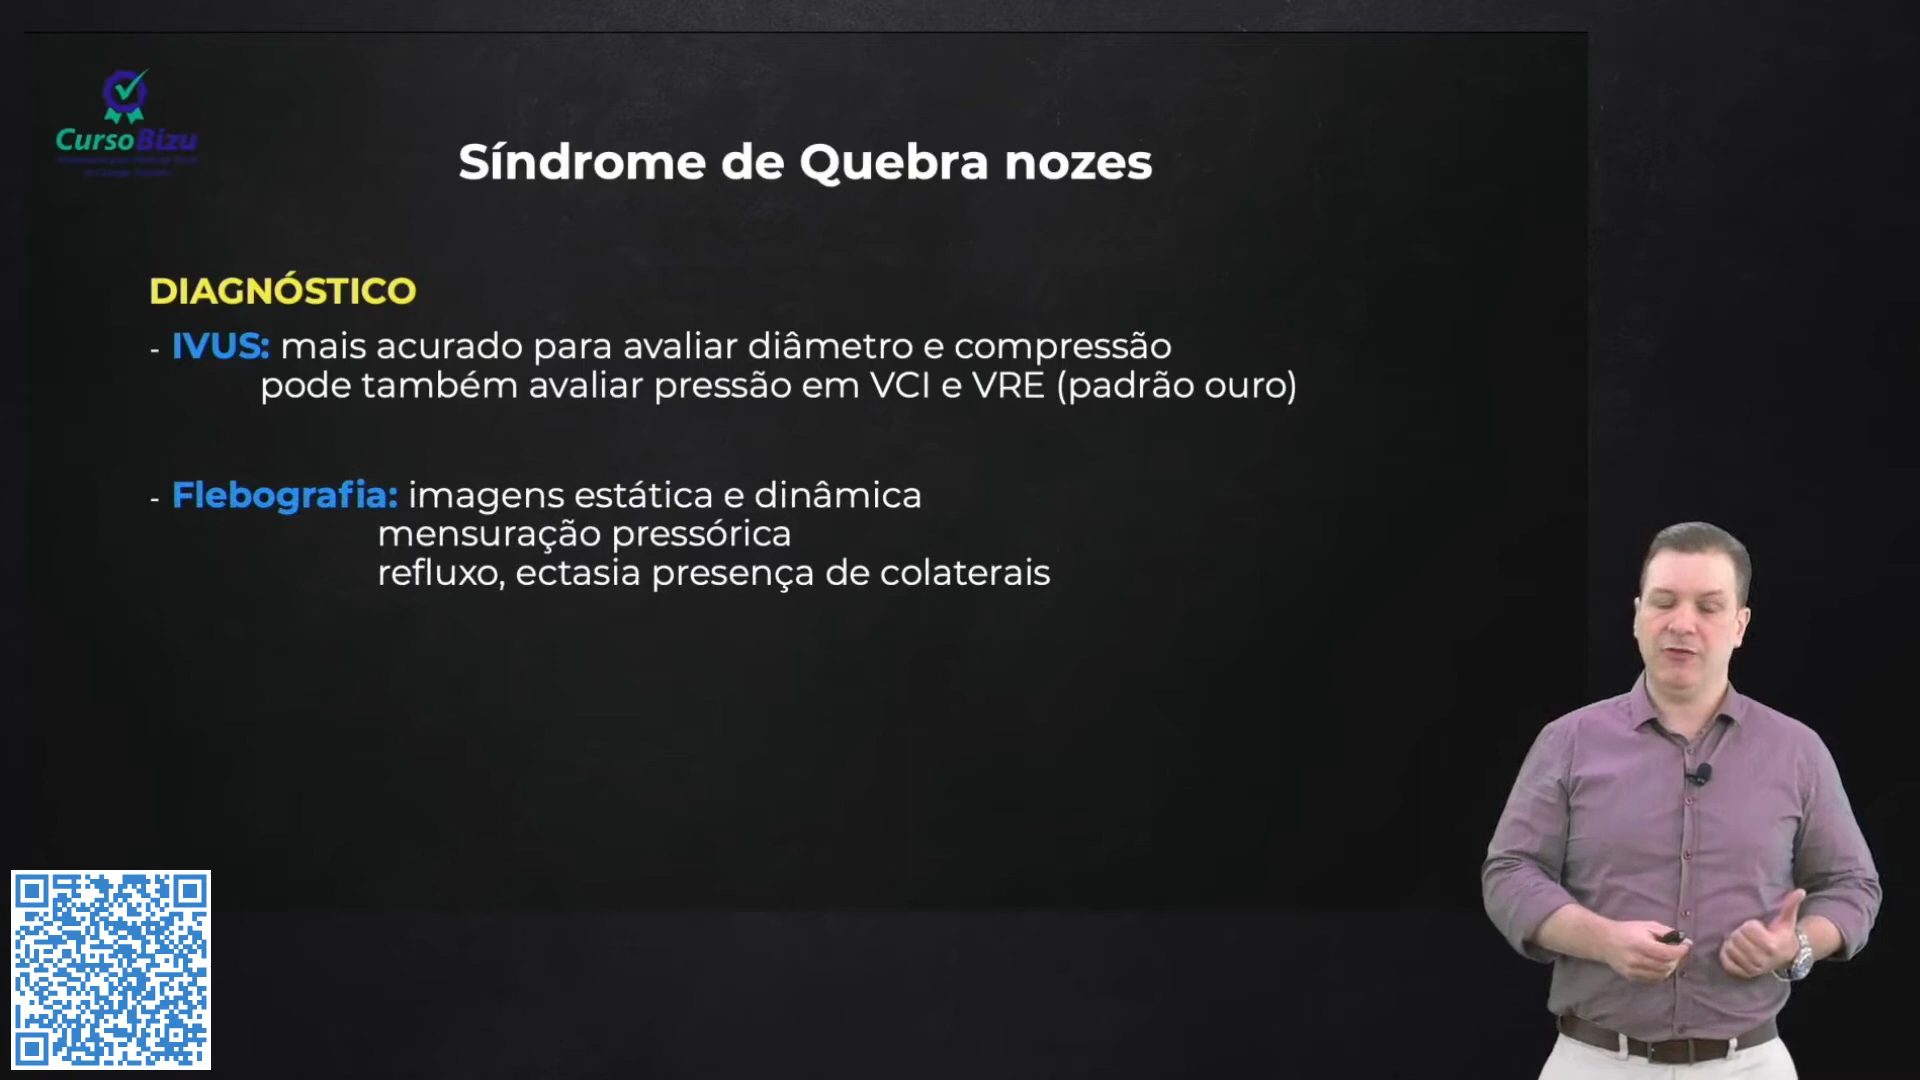 CursoBizu
Síndrome de Quebra nozes
DIAGNÓSTICO
- IVUS: mais acurado para avaliar diâmetro e compressão
pode também avaliar pressão em VCI e VRE (padrão ouro)
- Flebografia: imagens estática e dinâmica
mensuração pressórica
refluxo, ectasia presença de colaterais